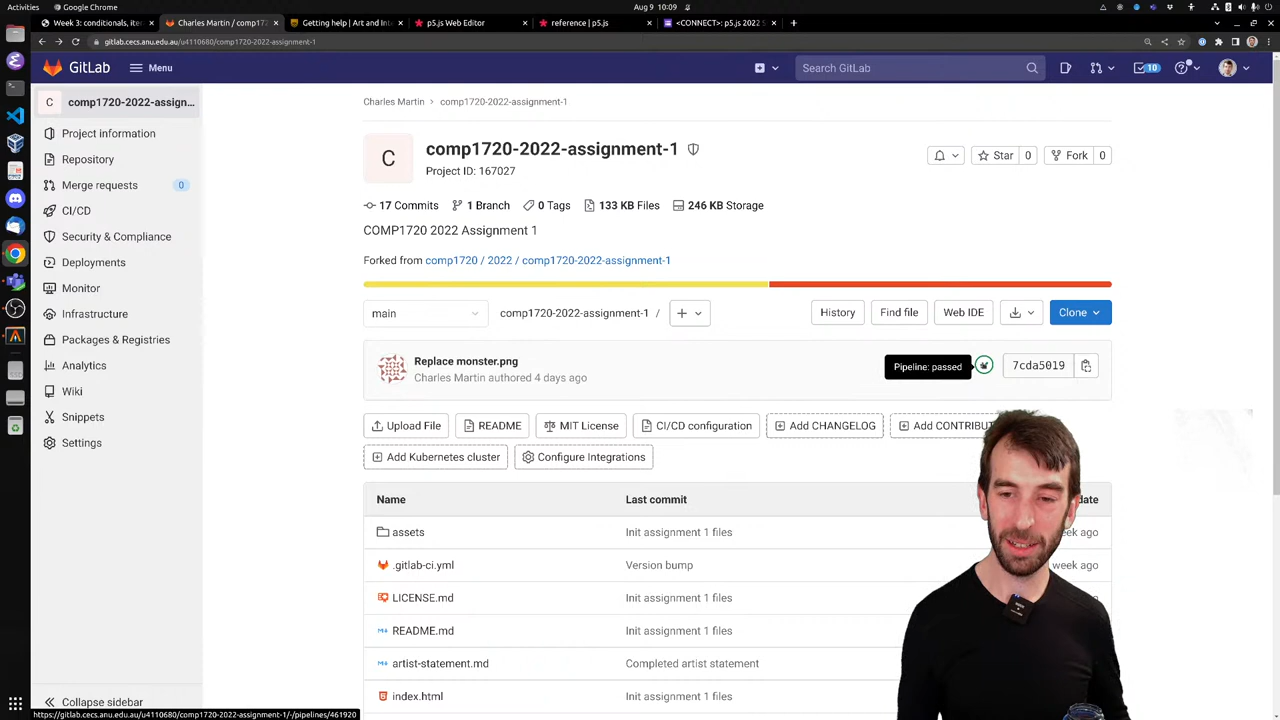 Activities
Google Chrome
Aug 9 09:10
Week 3: conditionals, ite
Charles Martin / comp172
Getting help | Art and Inte
p5.js Web Editor
reference | p5.js
<CONNECT>: p5.js 2022 S
gitlab.cecs.anu.edu.au/u4110680/comp1720-2022-assignment-1
GitLab
Menu
Search GitLab
10
C
comp1720-2022-assign...
Project information
Repository
Merge requests
0
CI/CD
Security & Compliance
Deployments
Monitor
Infrastructure
Packages & Registries
Analytics
Wiki
Snippets
Settings
Collapse sidebar
Charles Martin > comp1720-2022-assignment-1
C
comp1720-2022-assignment-1
Project ID: 167027
Star 0
Fork 0
17 Commits
1 Branch
0 Tags
133 KB Files
246 KB Storage
COMP1720 2022 Assignment 1
Forked from comp1720 / 2022 / comp1720-2022-assignment-1
main
comp1720-2022-assignment-1 /
History
Find file
Web IDE
Clone
Replace monster.png
Charles Martin authored 4 days ago
Pipeline: passed
7cda5019
Upload File
README
MIT License
CI/CD configuration
Add CHANGELOG
Add CONTRIBUT
Add Kubernetes cluster
Configure Integrations
Name
Last commit
date
assets
Init assignment 1 files
week ago
.gitlab-ci.yml
Version bump
week ago
LICENSE.md
Init assignment 1 files
README.md
Init assignment 1 files
artist-statement.md
Completed artist statement
index.html
Init assignment 1 files
https://gitlab.cecs.anu.edu.au/u4110680/comp1720-2022-assignment-1/-/pipelines/461920